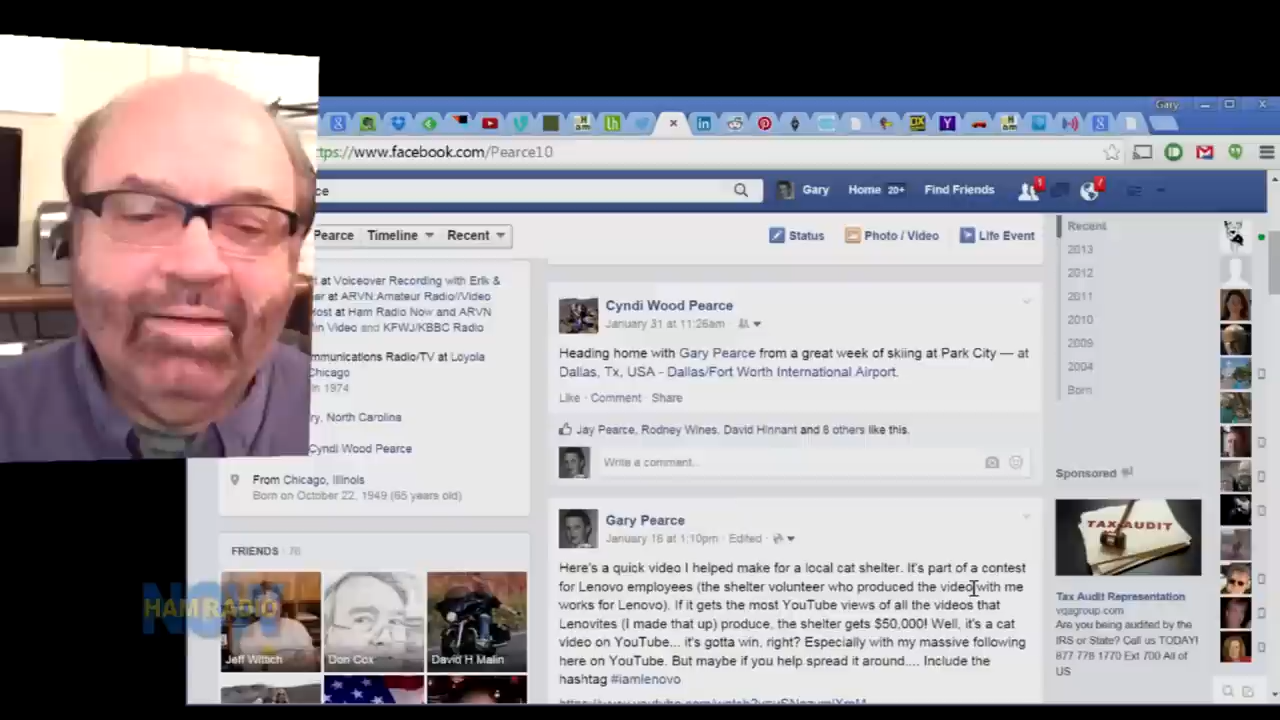 Gary
https://www.facebook.com/Pearce10
ce
Gary
Home 20+
Find Friends
1
7
Pearce
Timeline
Recent
Status
Photo / Video
Life Event
Recent
2013
2012
2011
2010
2009
2004
Born
at Voiceover Recording with Erik &
at ARVN:Amateur Radio//Video
Host at Ham Radio Now and ARVN
in Video and KFWJ/KBBC Radio
mmunications Radio/TV at Loyola
Chicago
in 1974
ry, North Carolina
Cyndi Wood Pearce
From Chicago, Illinois
Born on October 22, 1949 (65 years old)
FRIENDS · 76
Jeff Wittich
Don Cox
David H Malin
HAM RADIO
NOW
Cyndi Wood Pearce
January 31 at 11:26am
Heading home with Gary Pearce from a great week of skiing at Park City — at
Dallas, Tx, USA - Dallas/Fort Worth International Airport.
Like · Comment · Share
Jay Pearce, Rodney Wines, David Hinnant and 6 others like this.
Write a comment...
Gary Pearce
January 16 at 1:10pm · Edited ·
Here's a quick video I helped make for a local cat shelter. It's part of a contest
for Lenovo employees (the shelter volunteer who produced the video with me
works for Lenovo). If it gets the most YouTube views of all the videos that
Lenovites (I made that up) produce, the shelter gets $50,000! Well, it's a cat
video on YouTube... it's gotta win, right? Especially with my massive following
here on YouTube. But maybe if you help spread it around.... Include the
hashtag #iamlenovo
Sponsored
TAX AUDIT
Tax Audit Representation
vgagroup.com
Are you being audited by the
IRS or State? Call us TODAY!
877 778 1770 Ext 700 All of
US